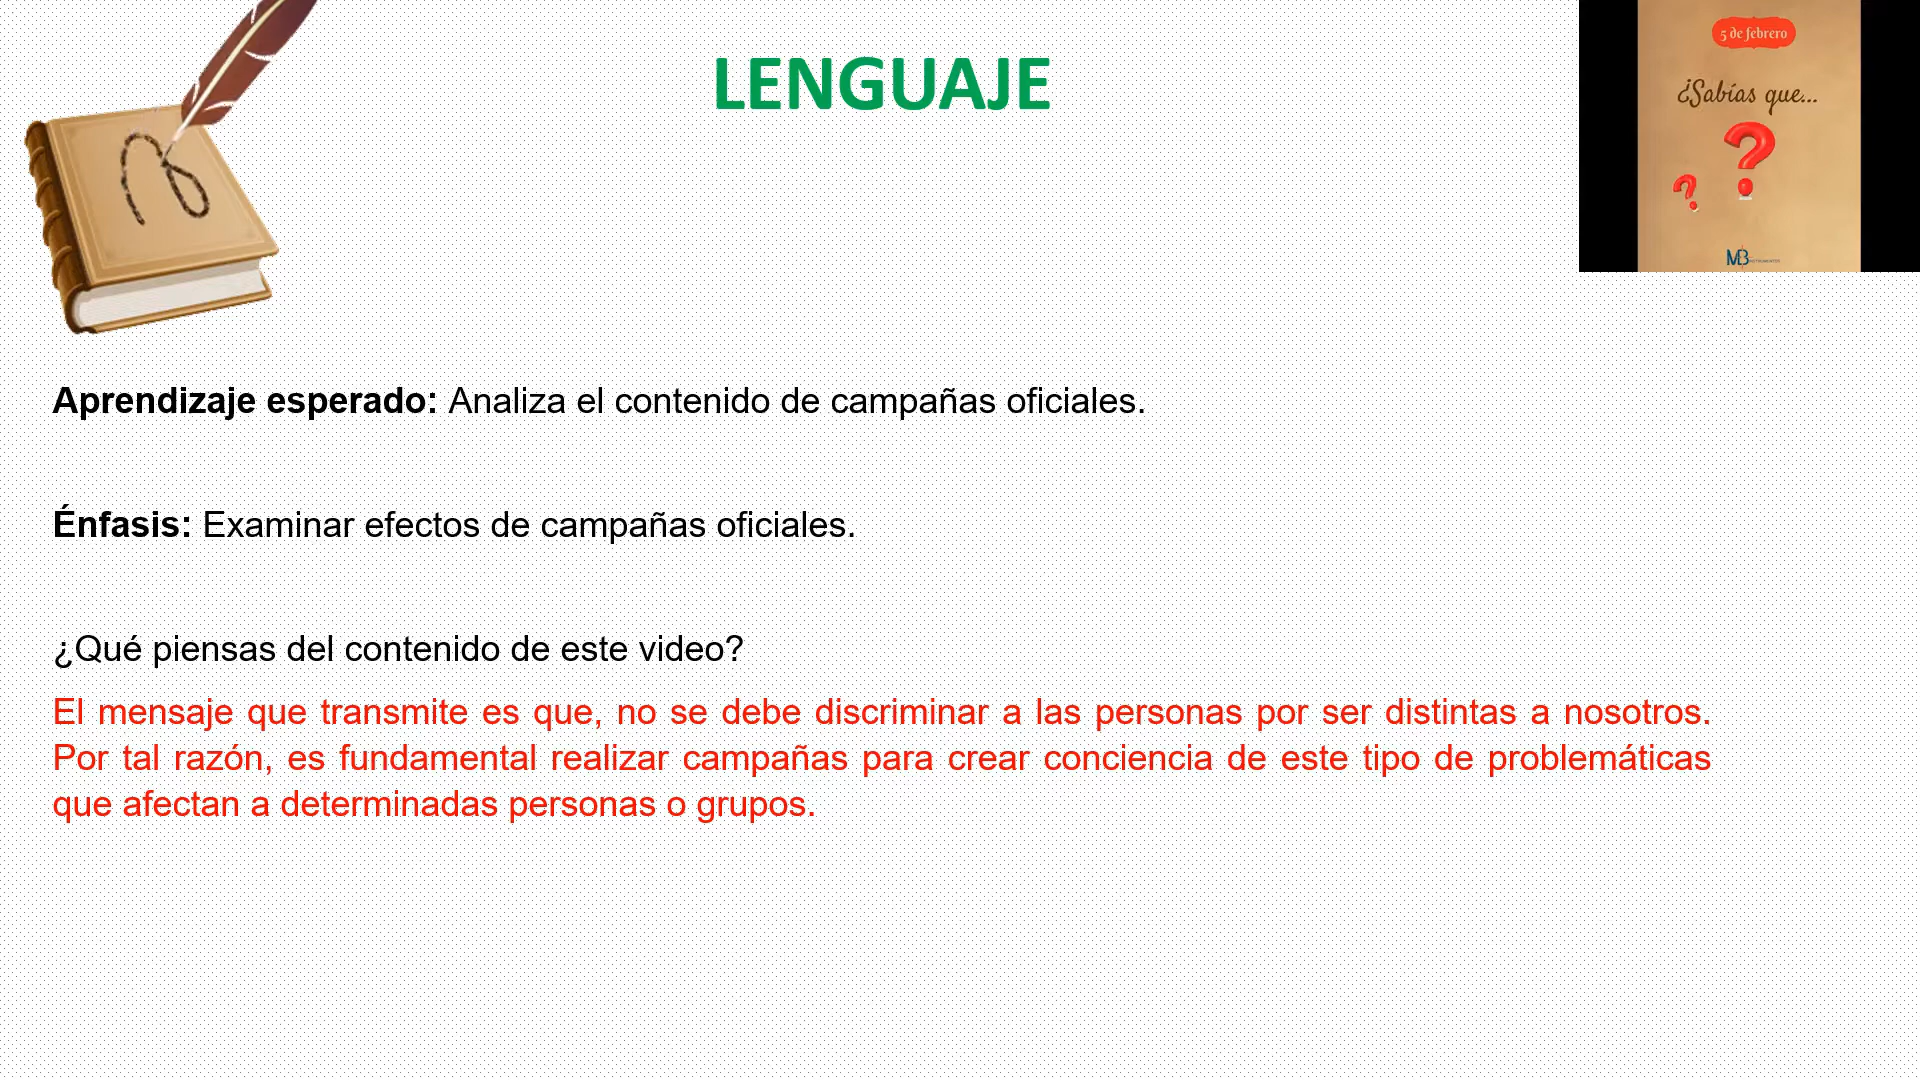 LENGUAJE
5 de febrero
¿Sabías que...
MB
Aprendizaje esperado: Analiza el contenido de campañas oficiales.
Énfasis: Examinar efectos de campañas oficiales.
¿Qué piensas del contenido de este video?
El mensaje que transmite es que, no se debe discriminar a las personas por ser distintas a nosotros.
Por tal razón, es fundamental realizar campañas para crear conciencia de este tipo de problemáticas
que afectan a determinadas personas o grupos.